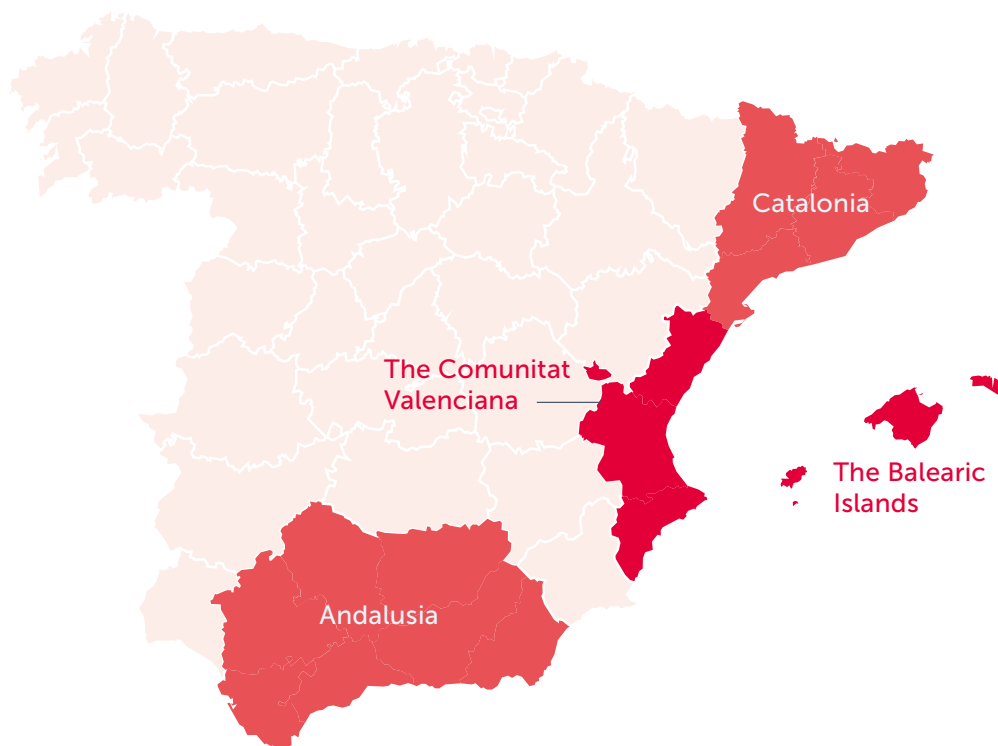 Catalonia
The Comunitat
Valenciana
The Balearic
Islands
Andalusia